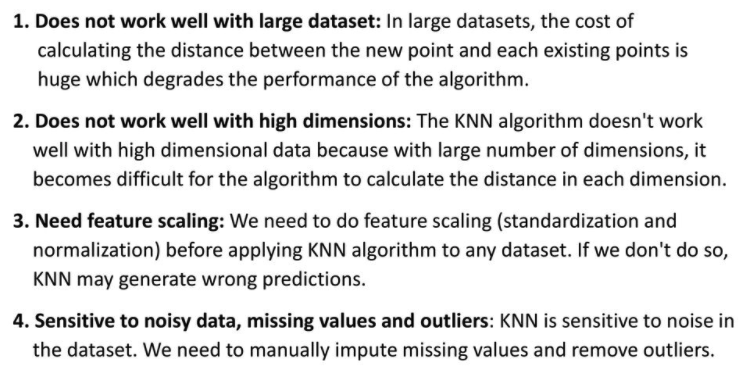 1. Does not work well with large dataset: In large datasets, the cost of
calculating the distance between the new point and each existing points is
huge which degrades the performance of the algorithm.
2. Does not work well with high dimensions: The KNN algorithm doesn't work
well with high dimensional data because with large number of dimensions, it
becomes difficult for the algorithm to calculate the distance in each dimension.
3. Need feature scaling: We need to do feature scaling (standardization and
normalization) before applying KNN algorithm to any dataset. If we don't do so,
KNN may generate wrong predictions.
4. Sensitive to noisy data, missing values and outliers: KNN is sensitive to noise in
the dataset. We need to manually impute missing values and remove outliers.